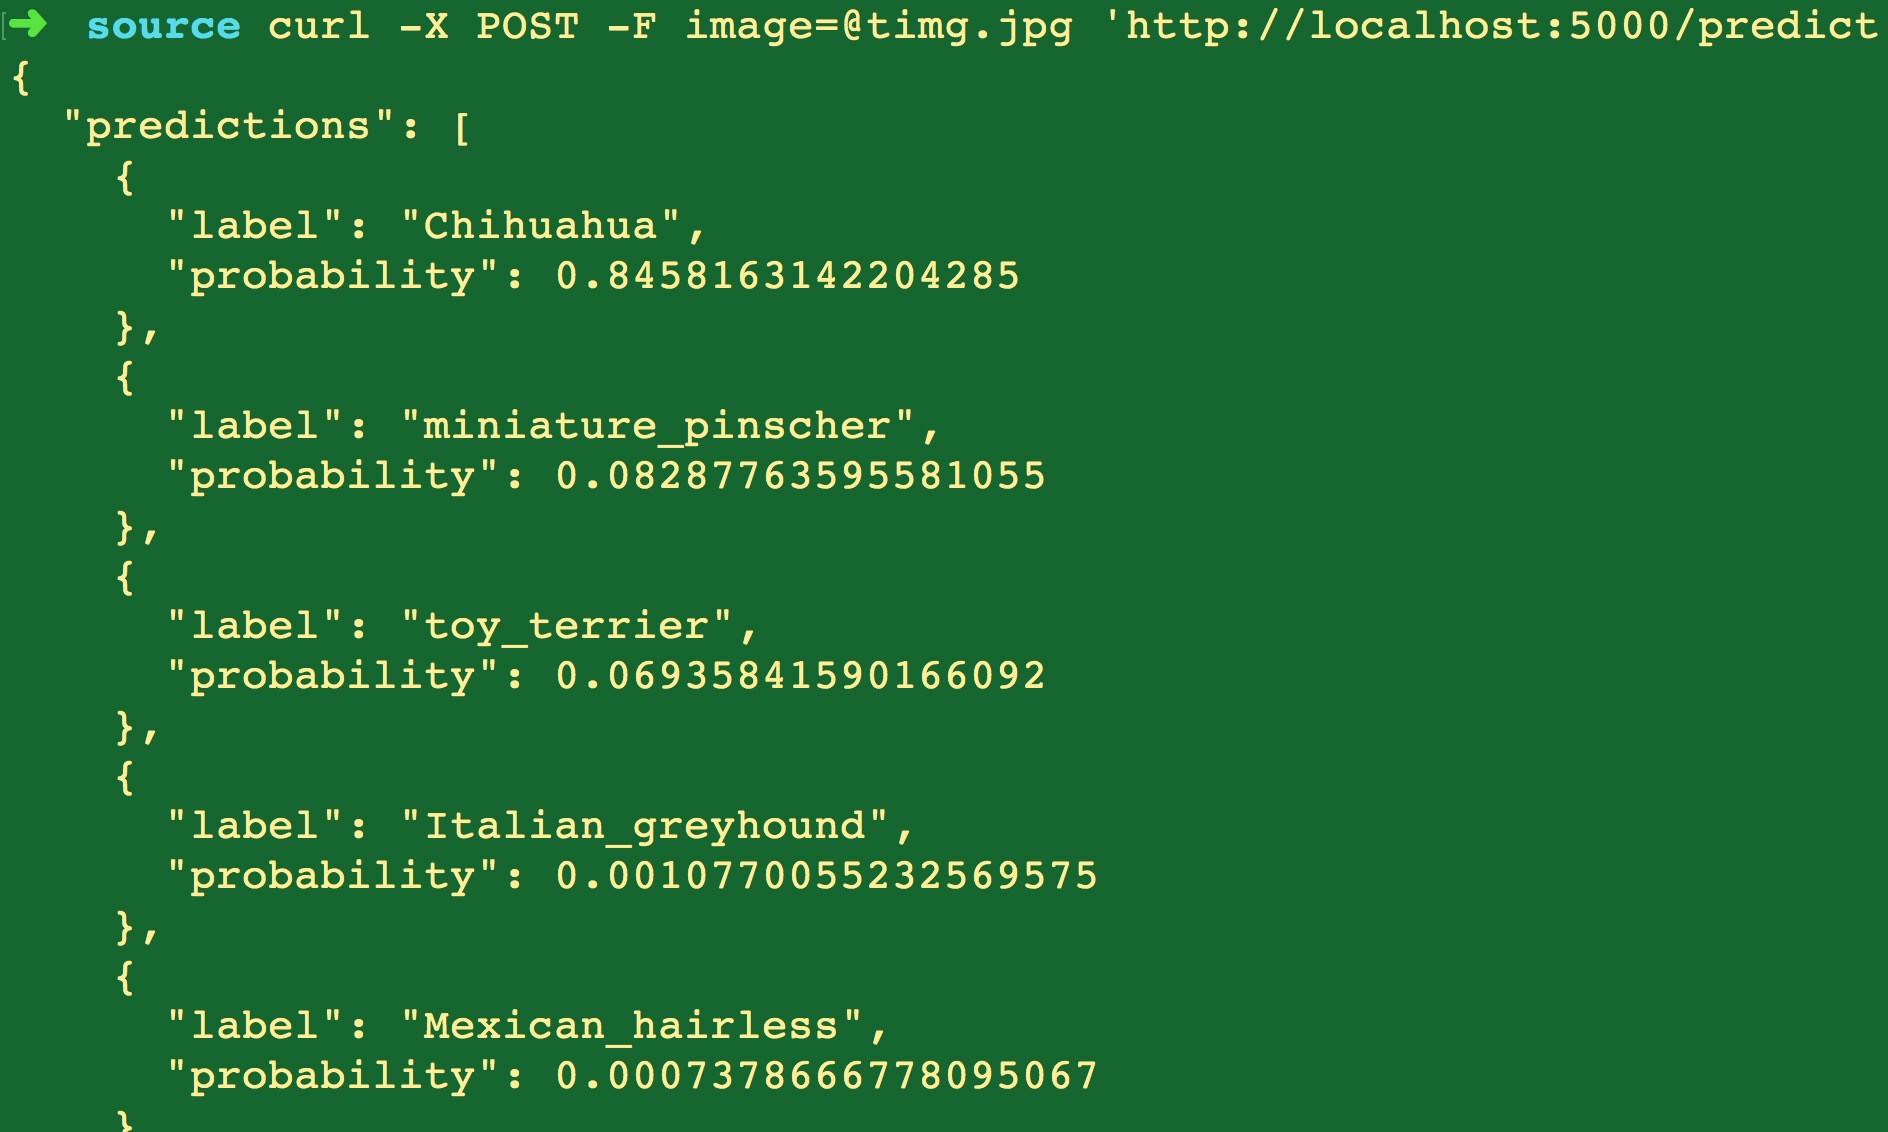 ➜  source curl -X POST -F image=@timg.jpg 'http://localhost:5000/predict
{
  "predictions": [
    {
      "label": "Chihuahua",
      "probability": 0.8458163142204285
    },
    {
      "label": "miniature_pinscher",
      "probability": 0.08287763595581055
    },
    {
      "label": "toy_terrier",
      "probability": 0.06935841590166092
    },
    {
      "label": "Italian_greyhound",
      "probability": 0.0010770055232569575
    },
    {
      "label": "Mexican_hairless",
      "probability": 0.0007378666778095067
    }